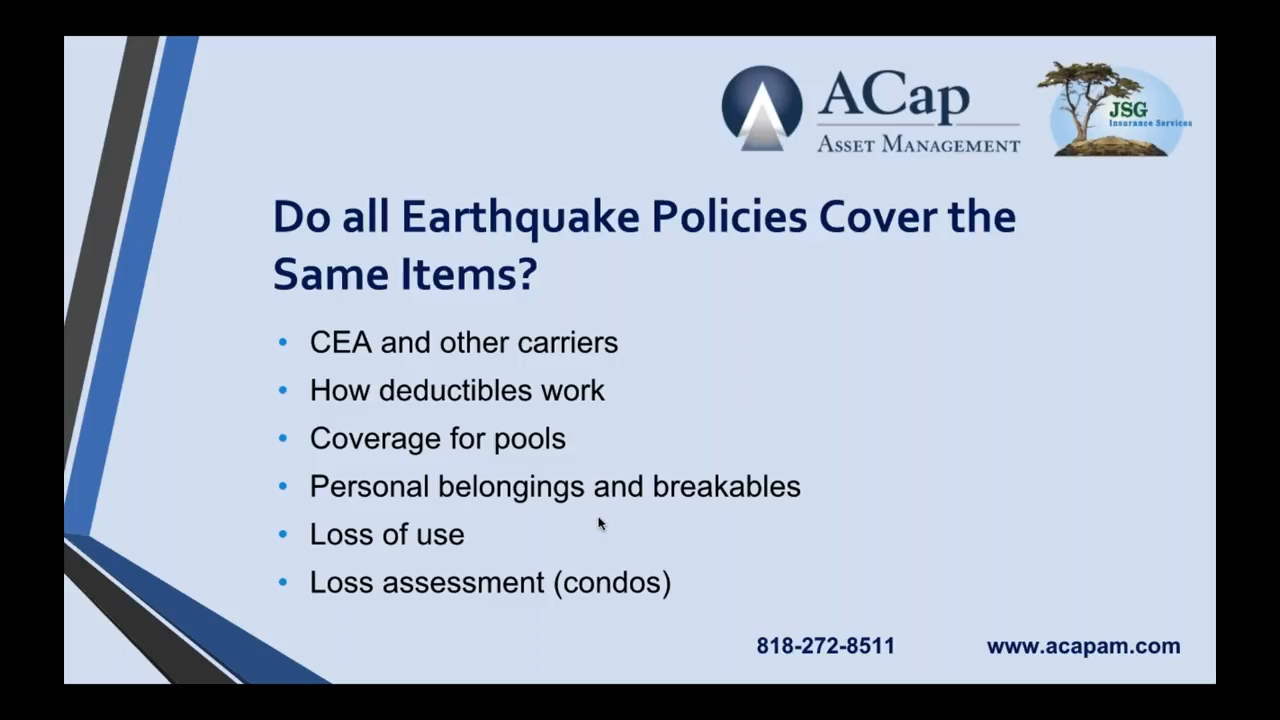 ACap
ASSET MANAGEMENT
JSG
Insurance Services
Do all Earthquake Policies Cover the
Same Items?
• CEA and other carriers
• How deductibles work
• Coverage for pools
• Personal belongings and breakables
• Loss of use
• Loss assessment (condos)
818-272-8511 www.acapam.com